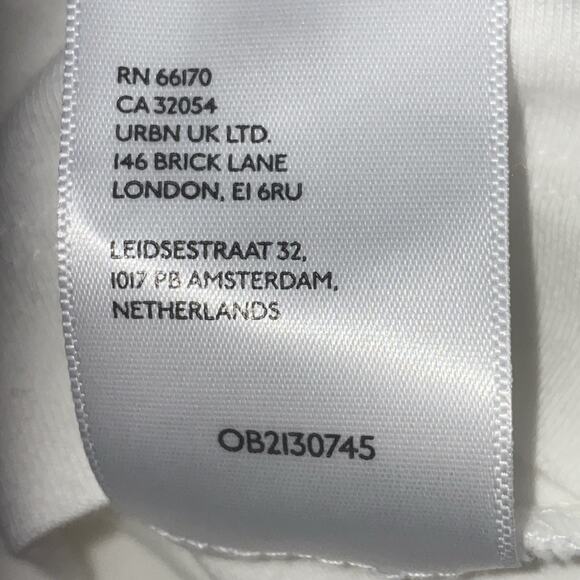 RN 66170
CA 32054
URBN UK LTD.
146 BRICK LANE
LONDON, E1 6RU
LEIDSESTRAAT 32,
1017 PB AMSTERDAM,
NETHERLANDS
OB2130745